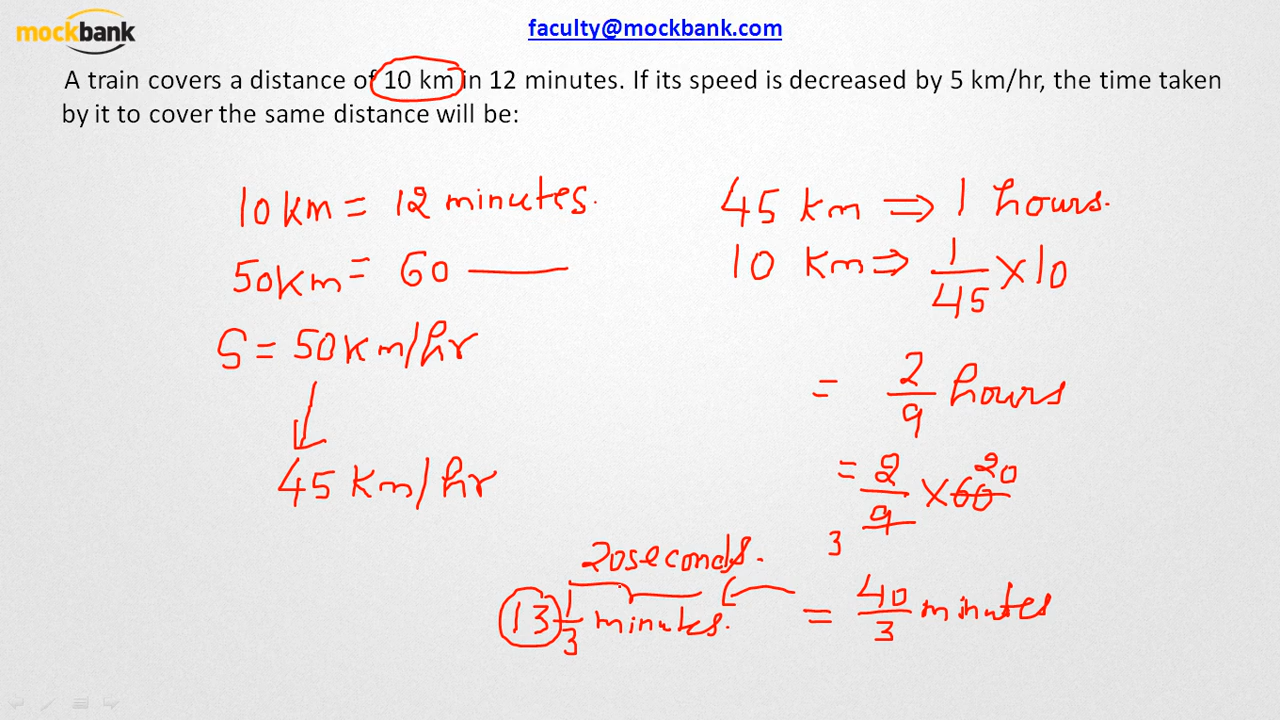 mockbank
faculty@mockbank.com
A train covers a distance of 10 km in 12 minutes. If its speed is decreased by 5 km/hr, the time taken
by it to cover the same distance will be:
10 km = 12 minutes.
50km = 60 ——
S = 50 km/hr
↓
45 km/hr
45 km ⇒ 1 hours.
10 km ⇒ 1/45 × 10
= 2/9 hours
= 2/9 × 60 20
3
= 40/3 minutes
20 seconds.
13 1/3 minutes.